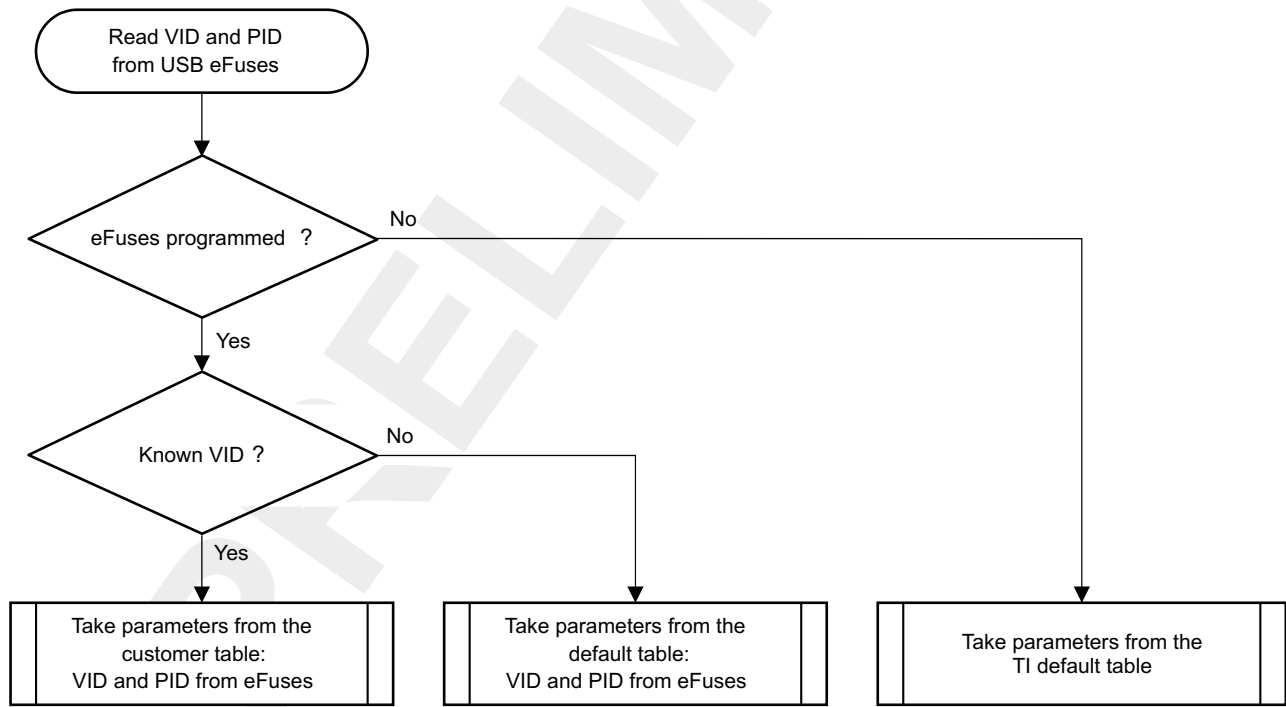 Read VID and PID
from USB eFuses
eFuses programmed ?
No
Yes
Known VID ?
No
Yes
Take parameters from the
customer table:
VID and PID from eFuses
Take parameters from the
default table:
VID and PID from eFuses
Take parameters from the
TI default table
PRELIM